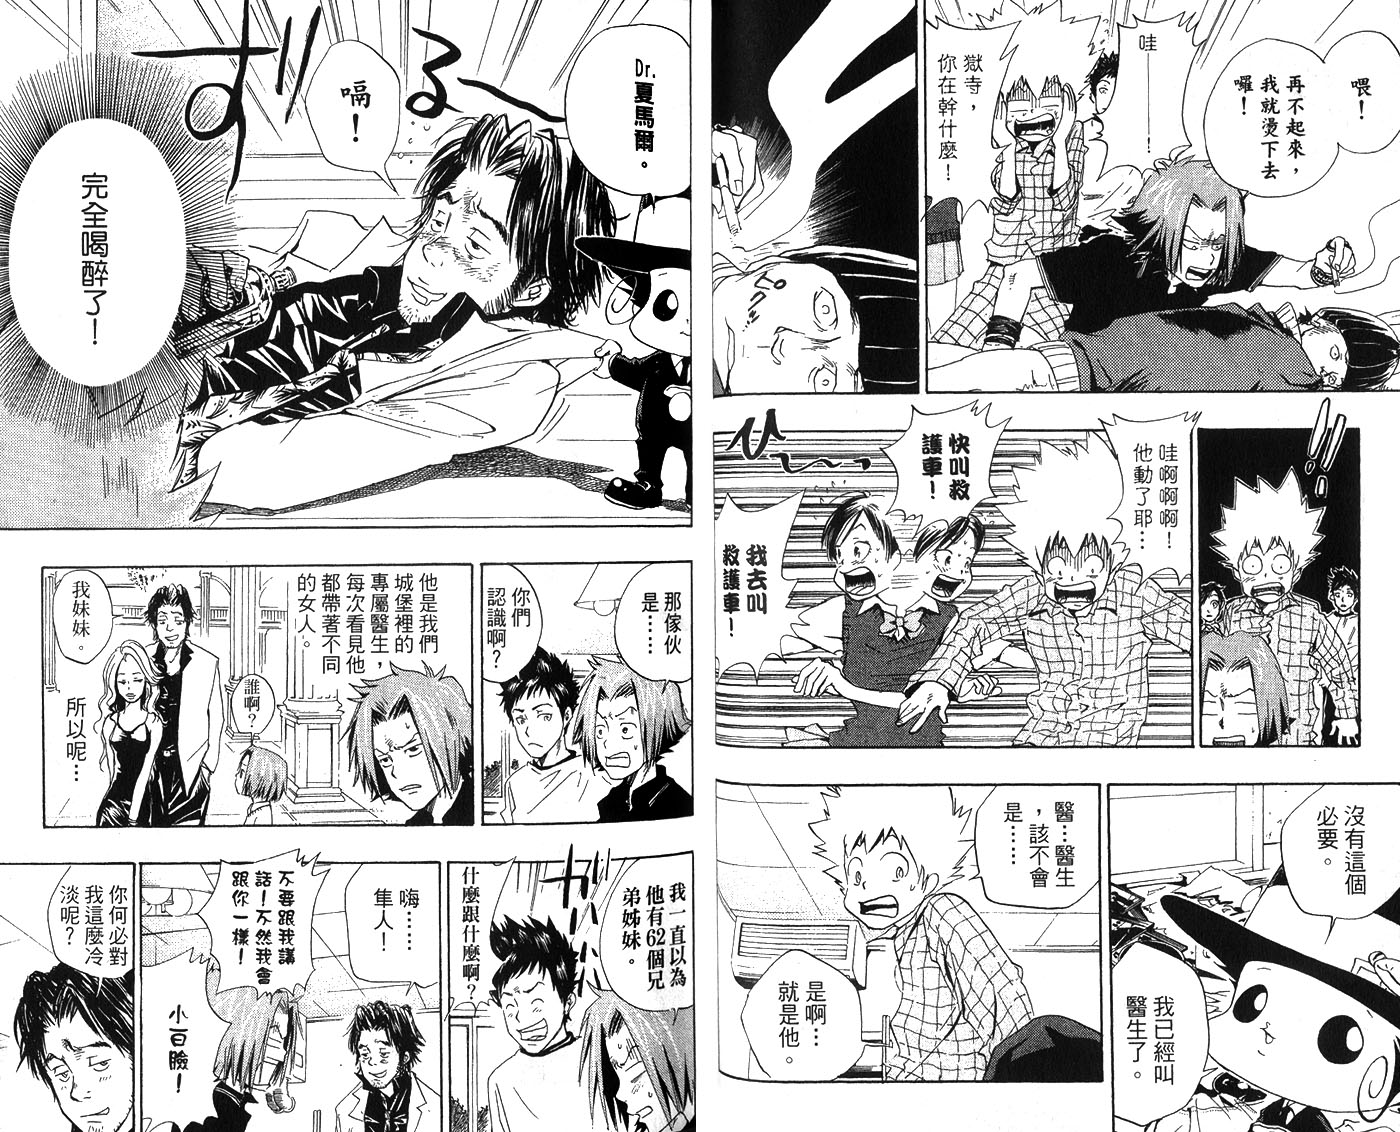 喂！
再不起來，
我就燙下去
囉！
哇
！
獄寺，
你在幹什麼！
哇啊啊啊！
他動了耶…
快叫救
護車！
我去叫
救護車！
沒有這個
必要。
我已經叫
醫生了。
醫…醫生
，該不會
是……
是啊…
就是他。
Dr.夏馬爾。
嗝！
完全喝醉了！
那傢伙
是……
你們
認識啊？
他是我們
城堡裡的
專屬醫生，
每次看見他
都帶著不同
的女人。
誰啊？
我妹妹。
所以呢…
我一直以為
他有62個兄
弟姊妹。
什麼跟什麼啊？
嗨……
隼人！
不要跟我講
話！不然我會
跟你一樣！
小百臉！
你何必對
我這麼冷
淡呢？